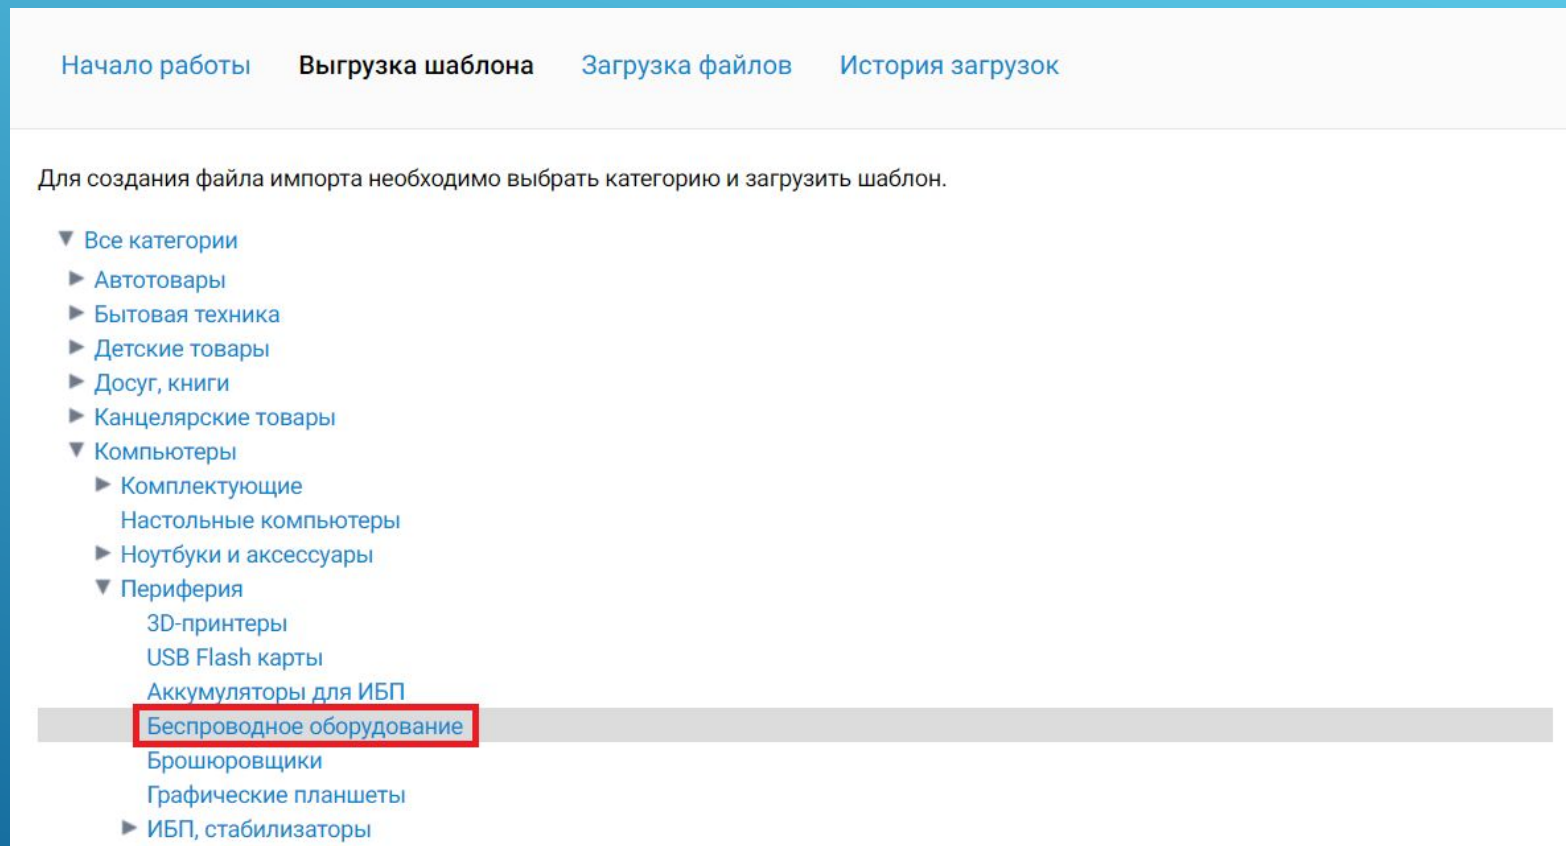 Начало работы Выгрузка шаблона Загрузка файлов История загрузок
Для создания файла импорта необходимо выбрать категорию и загрузить шаблон.
Все категории
Автотовары
Бытовая техника
Детские товары
Досуг, книги
Канцелярские товары
Компьютеры
Комплектующие
Настольные компьютеры
Ноутбуки и аксессуары
Периферия
3D-принтеры
USB Flash карты
Аккумуляторы для ИБП
Беспроводное оборудование
Брошюровщики
Графические планшеты
ИБП, стабилизаторы